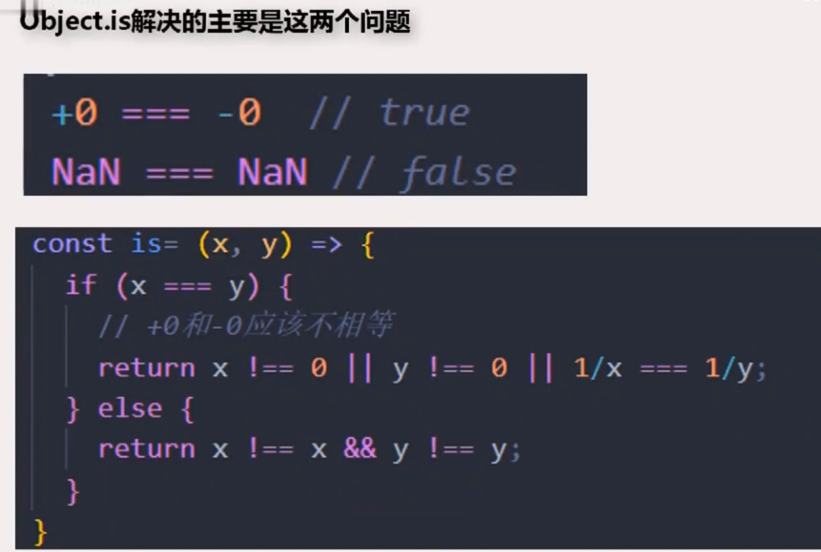 Object.is解决的主要是这两个问题
+0 === -0  // true
NaN === NaN // false
const is= (x, y) => {
  if (x === y) {
    // +0和-0应该不相等
    return x !== 0 || y !== 0 || 1/x === 1/y;
  } else {
    return x !== x && y !== y;
  }
}